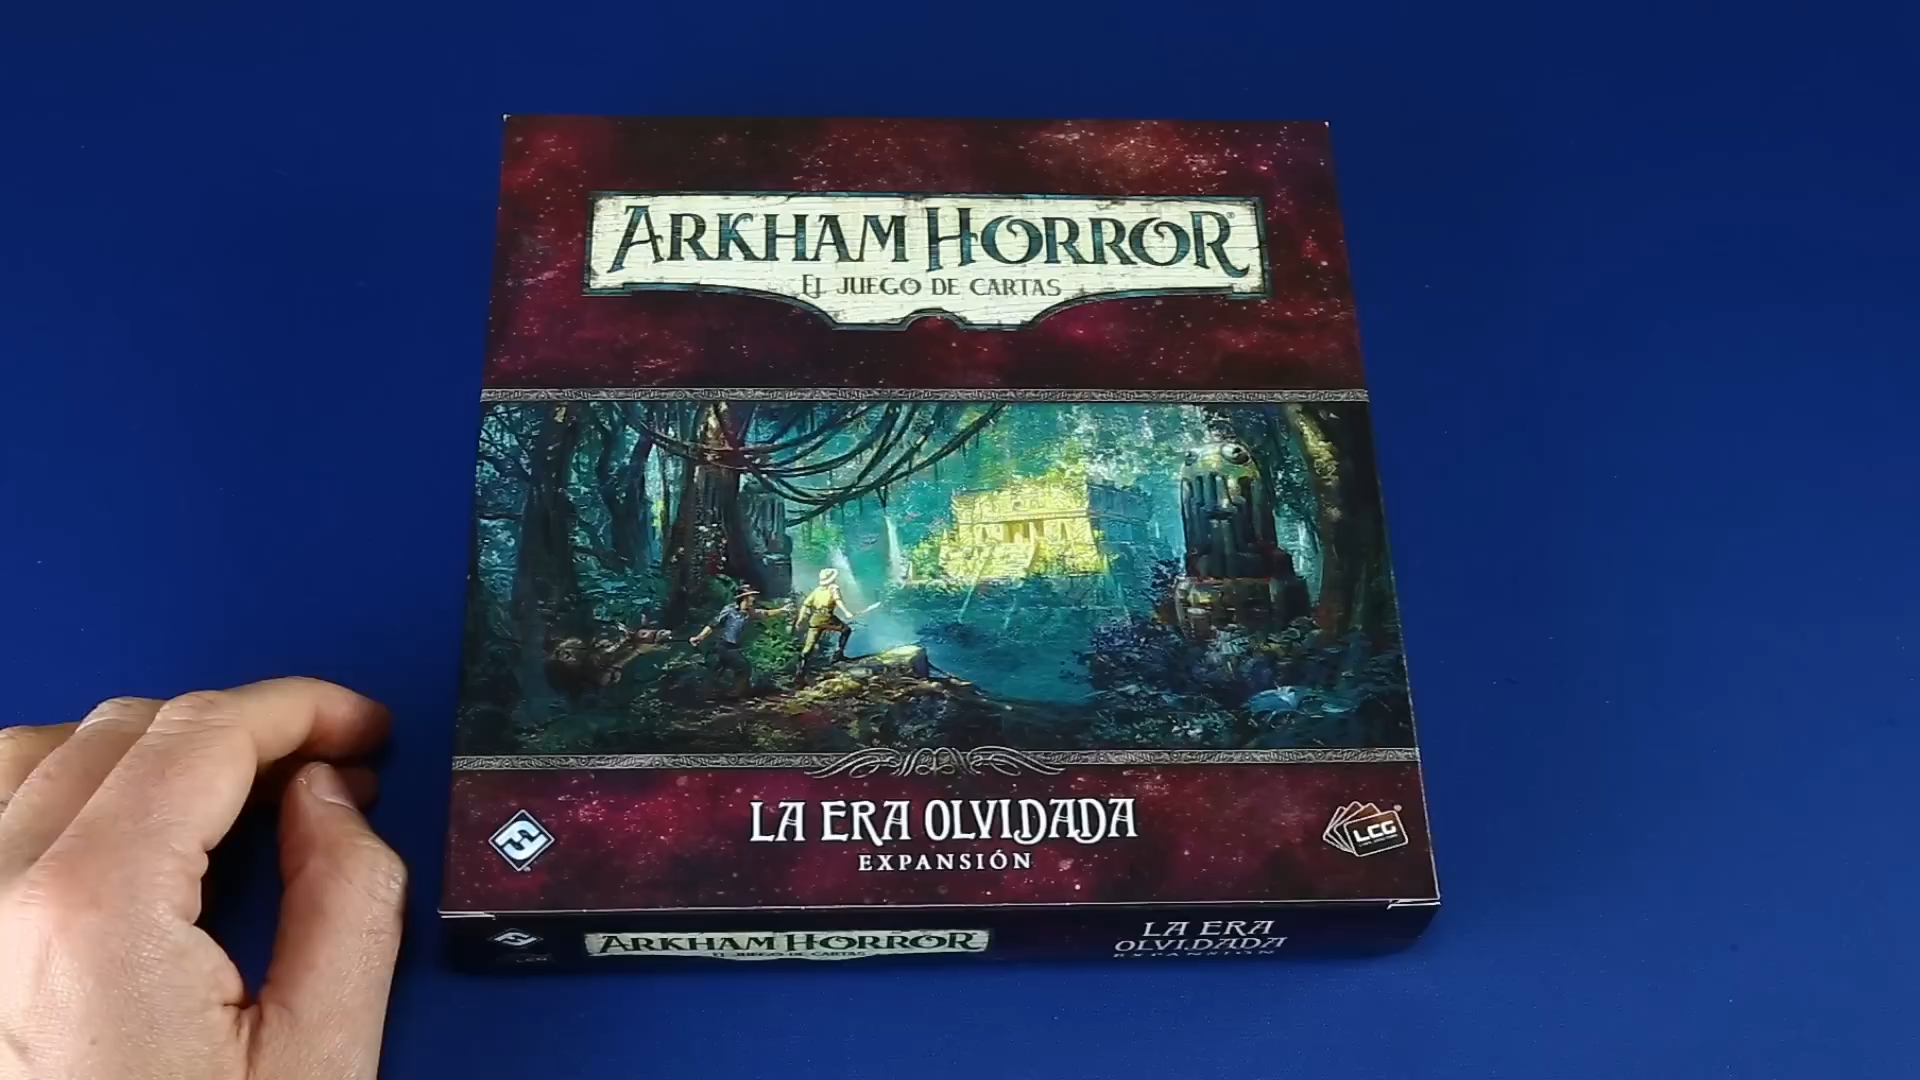 ARKHAM HORROR
EL JUEGO DE CARTAS
LA ERA OLVIDADA
EXPANSIÓN
LCG
ARKHAM HORROR
EL JUEGO DE CARTAS
LA ERA
OLVIDADA
EXPANSIÓN